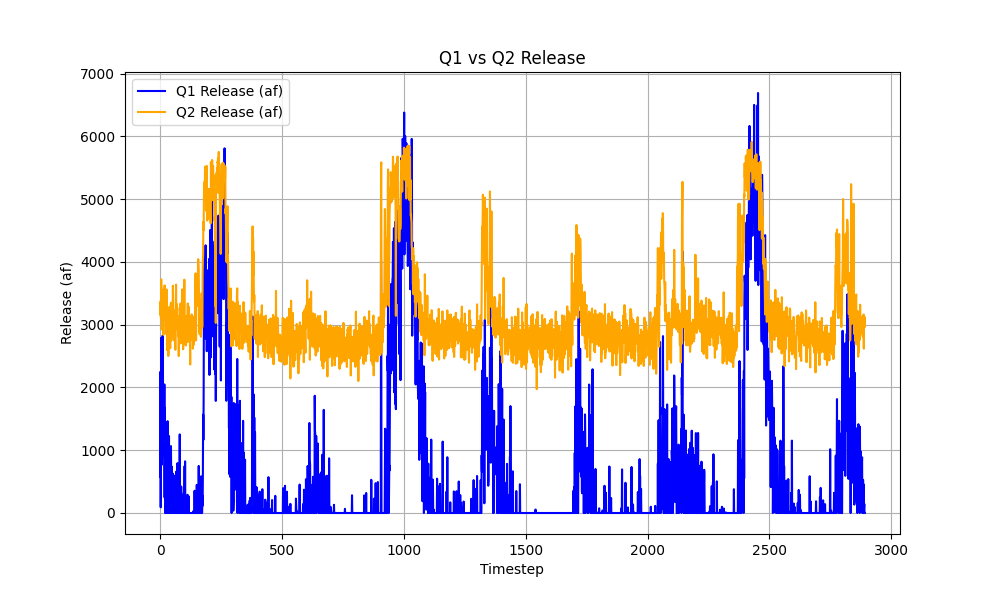 Q1 vs Q2 Release
Q1 Release (af)
Q2 Release (af)
7000
6000
5000
4000
3000
2000
1000
0
Release (af)
0 500 1000 1500 2000 2500 3000
Timestep